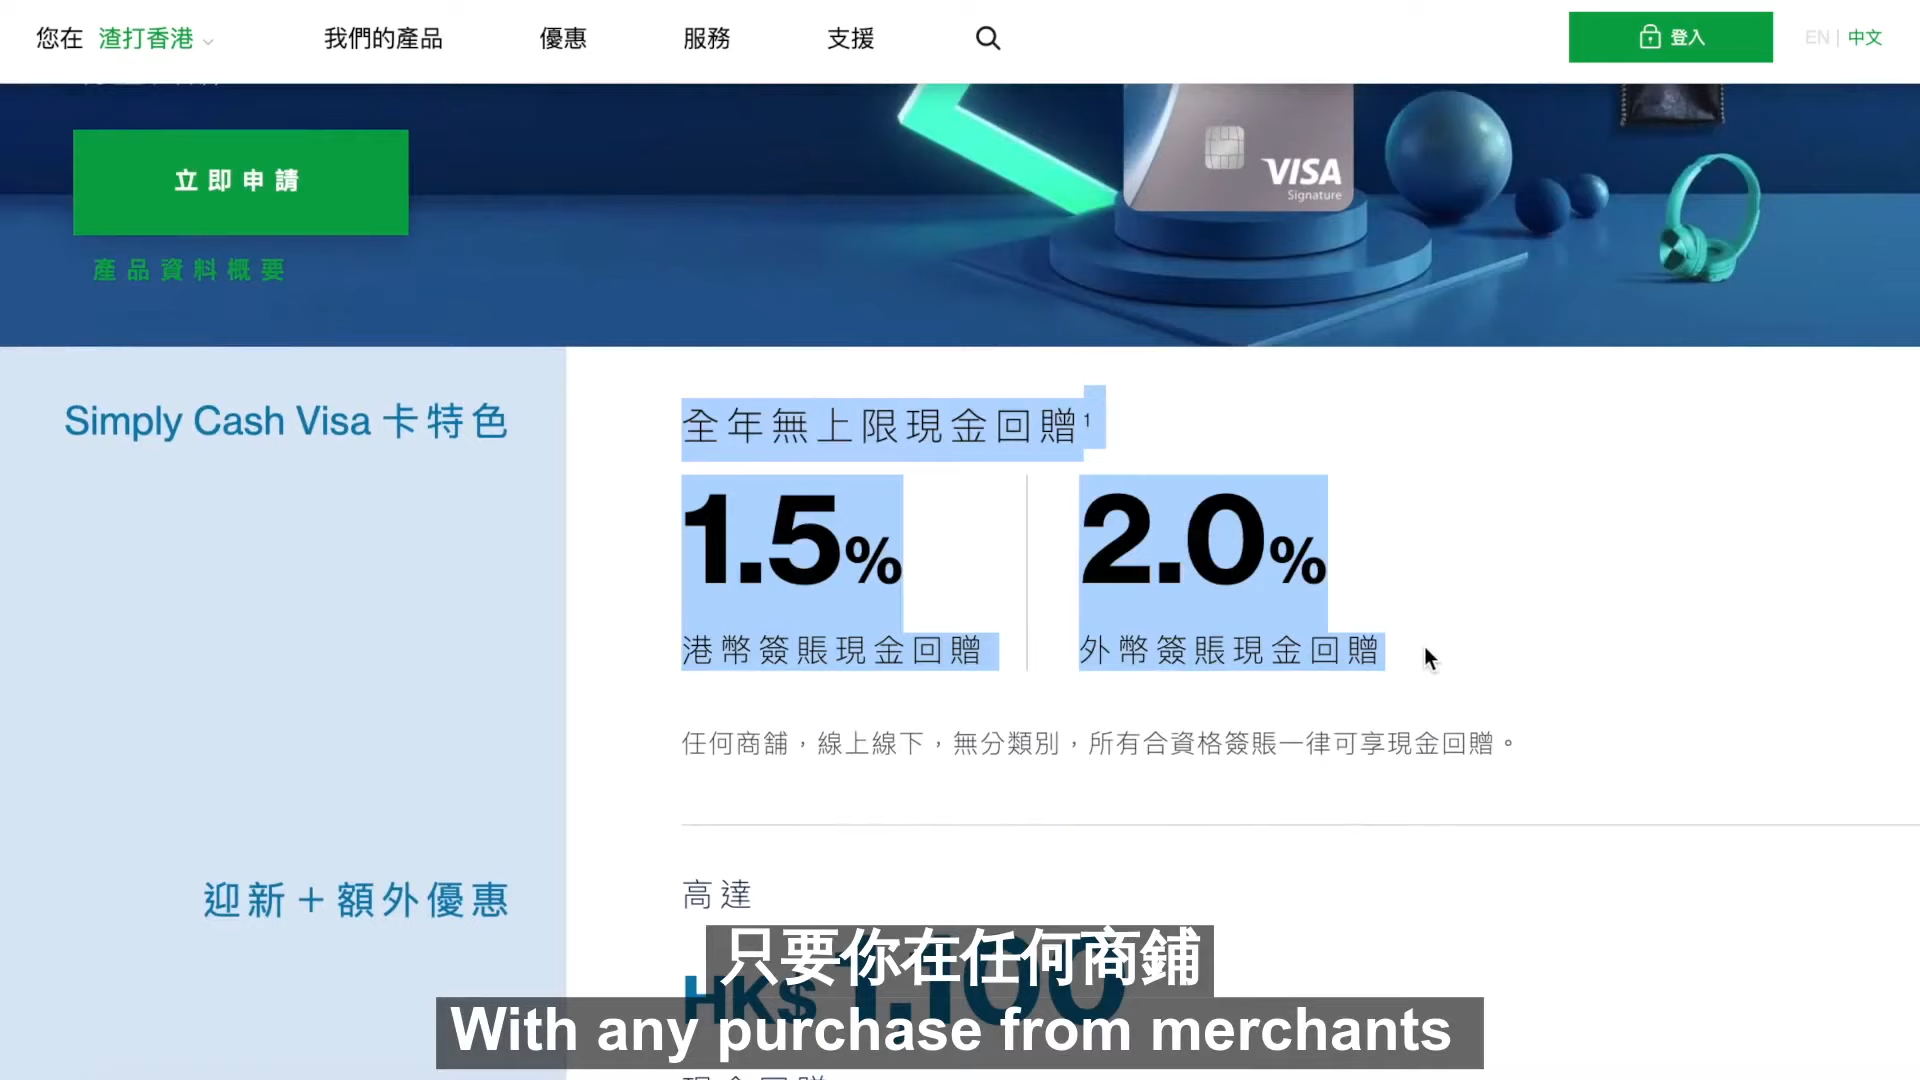 您在 渣打香港 我們的產品 優惠 服務 支援 登入 EN | 中文
VISA
Signature
立即申請
產品資料概要
Simply Cash Visa 卡特色
全年無上限現金回贈1
1.5% 2.0%
港幣簽賬現金回贈 外幣簽賬現金回贈
任何商舖，線上線下，無分類別，所有合資格簽賬一律可享現金回贈。
迎新＋額外優惠
高達
HK$ 1,100
只要你在任何商鋪
With any purchase from merchants